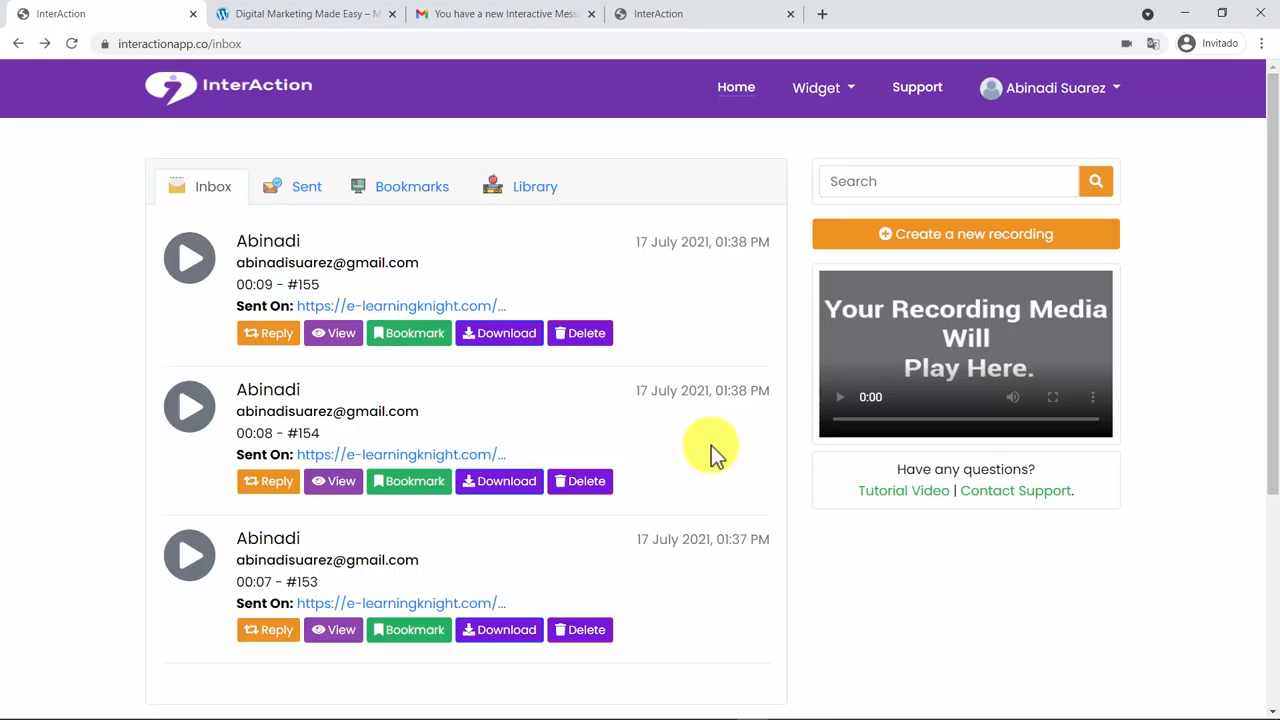 InterAction
Digital Marketing Made Easy – M
You have a new Interactive Mess
InterAction
interactionapp.co/inbox
Invitado
InterAction
Home
Widget
Support
Abinadi Suarez
Inbox
Sent
Bookmarks
Library
Search
Create a new recording
Abinadi
17 July 2021, 01:38 PM
abinadisuarez@gmail.com
00:09 - #155
Sent On: https://e-learningknight.com/...
Reply View Bookmark Download Delete
Abinadi
17 July 2021, 01:38 PM
abinadisuarez@gmail.com
00:08 - #154
Sent On: https://e-learningknight.com/...
Reply View Bookmark Download Delete
Abinadi
17 July 2021, 01:37 PM
abinadisuarez@gmail.com
00:07 - #153
Sent On: https://e-learningknight.com/...
Reply View Bookmark Download Delete
Your Recording Media
Will
Play Here.
0:00
Have any questions?
Tutorial Video | Contact Support.